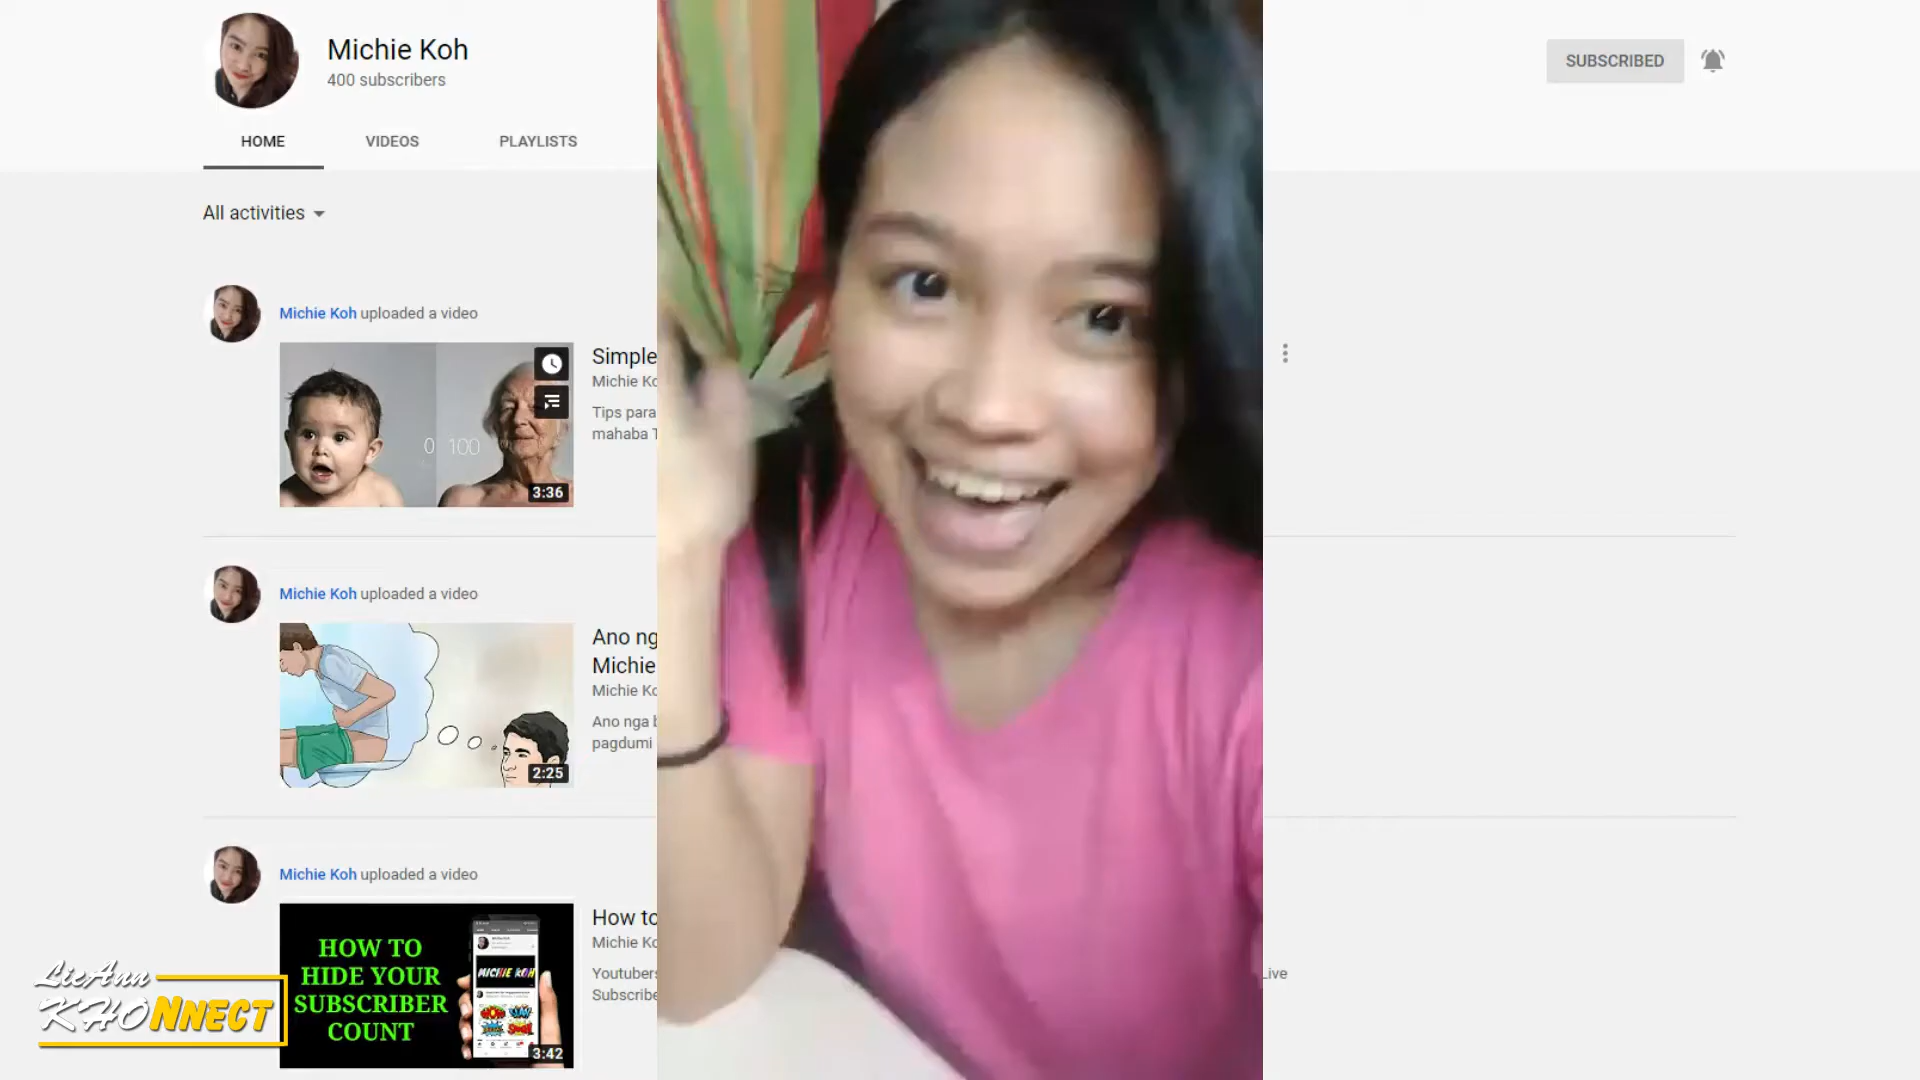 Michie Koh
400 subscribers
SUBSCRIBED
HOME VIDEOS PLAYLISTS
All activities
Michie Koh uploaded a video
Simple
Michie Ko
Tips para
mahaba
0 100
3:36
Michie Koh uploaded a video
Ano ng
Michie
Michie Ko
Ano nga b
pagdumi
2:25
Michie Koh uploaded a video
How to
Michie Ko
Youtubers
Live
Subscribe
HOW TO
HIDE YOUR
SUBSCRIBER
COUNT
MICHIE KOH
3:42
LieAnn
KHONNECT